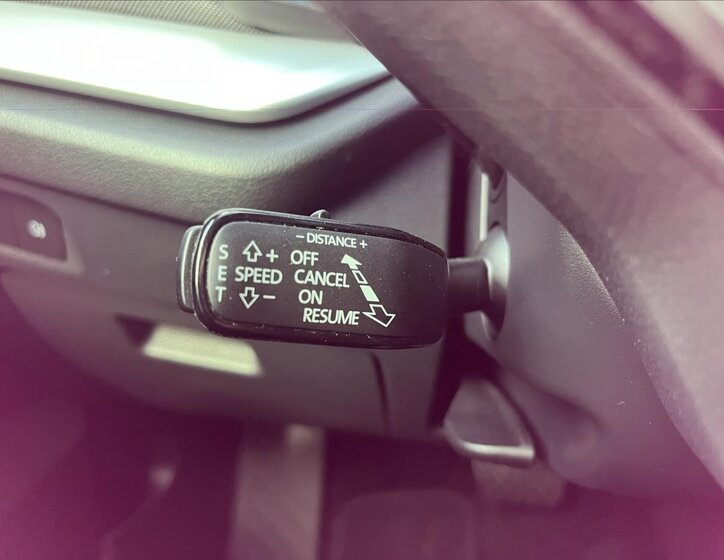 - DISTANCE +
S + OFF
E SPEED CANCEL
T - ON
RESUME